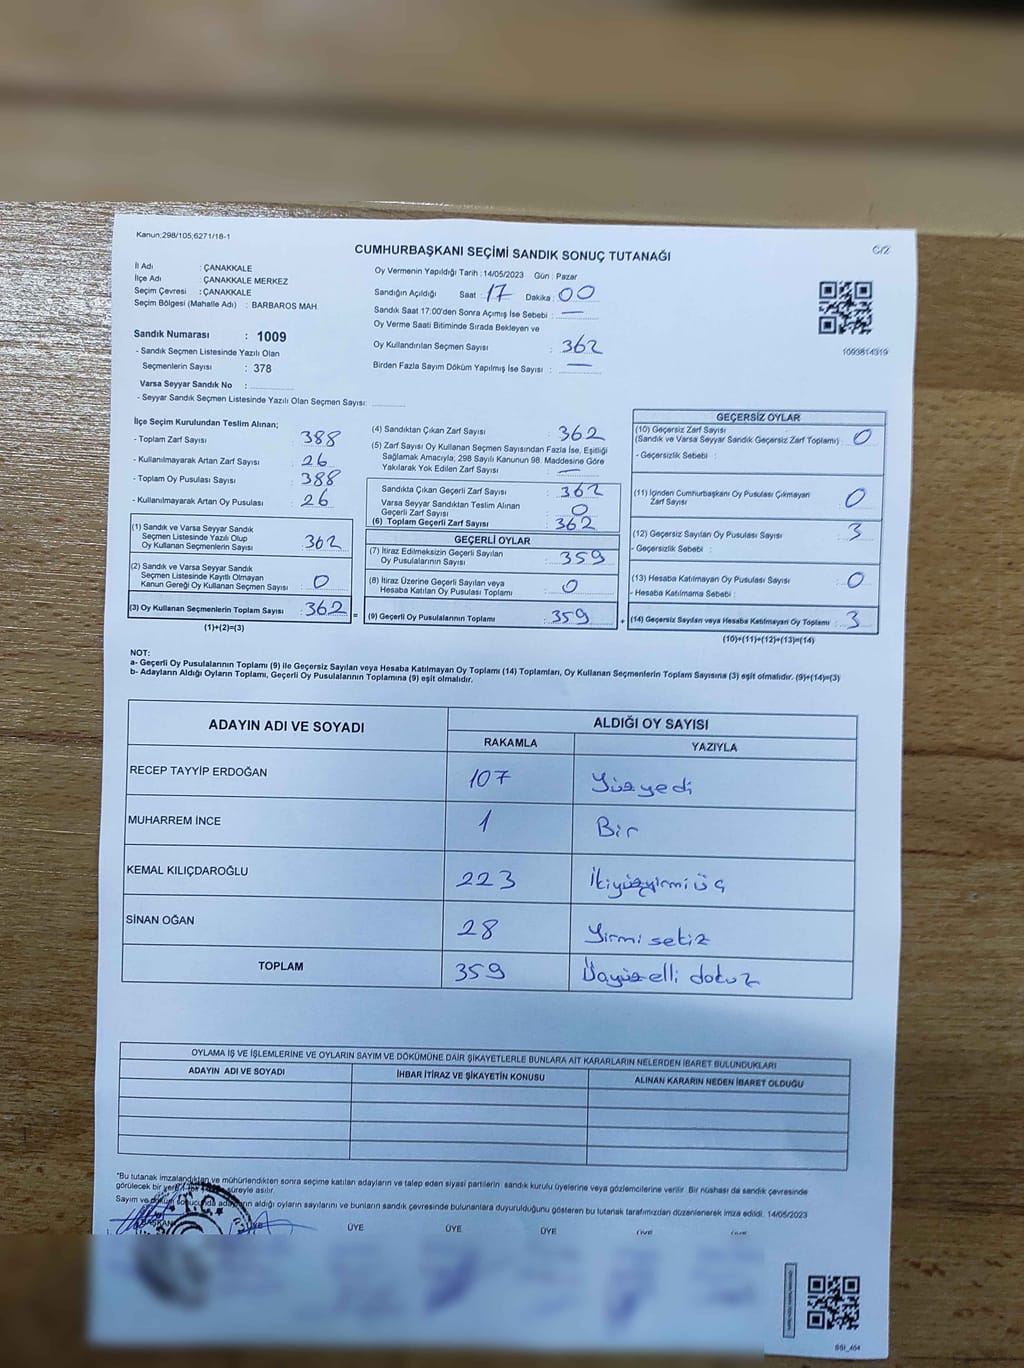 Kanun;298/105;6271/18-1
CUMHURBAŞKANI SEÇİMİ SANDIK SONUÇ TUTANAĞI
C/2
İl Adı : ÇANAKKALE
İlçe Adı : ÇANAKKALE MERKEZ
Seçim Çevresi : ÇANAKKALE
Seçim Bölgesi (Mahalle Adı) : BARBAROS MAH.
Sandık Numarası : 1009
- Sandık Seçmen Listesinde Yazılı Olan
Seçmenlerin Sayısı : 378
Varsa Seyyar Sandık No :
- Seyyar Sandık Seçmen Listesinde Yazılı Olan Seçmen Sayısı:
Oy Vermenin Yapıldığı Tarih : 14/05/2023 Gün : Pazar
Sandığın Açıldığı Saat : 17 Dakika : 00
Sandık Saat 17:00'den Sonra Açımış İse Sebebi : —
Oy Verme Saati Bitiminde Sırada Bekleyen ve
Oy Kullandırılan Seçmen Sayısı : 362
Birden Fazla Sayım Döküm Yapılmış İse Sayısı : —
1093814319
İlçe Seçim Kurulundan Teslim Alınan;
- Toplam Zarf Sayısı : 388
- Kullanılmayarak Artan Zarf Sayısı : 26
- Toplam Oy Pusulası Sayısı : 388
- Kullanılmayarak Artan Oy Pusulası : 26
(1) Sandık ve Varsa Seyyar Sandık
Seçmen Listesinde Yazılı Olup
Oy Kullanan Seçmenlerin Sayısı : 362
(2) Sandık ve Varsa Seyyar Sandık
Seçmen Listesinde Kayıtlı Olmayan
Kanun Gereği Oy Kullanan Seçmen Sayısı : 0
(3) Oy Kullanan Seçmenlerin Toplam Sayısı : 362 =
(1)+(2)=(3)
(4) Sandıktan Çıkan Zarf Sayısı : 362
(5) Zarf Sayısı Oy Kullanan Seçmen Sayısından Fazla İse, Eşitliği
Sağlamak Amacıyla; 298 Sayılı Kanunun 98. Maddesine Göre
Yakılarak Yok Edilen Zarf Sayısı : —
Sandıkta Çıkan Geçerli Zarf Sayısı : 362
Varsa Seyyar Sandıktan Teslim Alınan
Geçerli Zarf Sayısı : 0
(6) Toplam Geçerli Zarf Sayısı : 362
GEÇERLİ OYLAR
(7) İtiraz Edilmeksizin Geçerli Sayılan
Oy Pusulalarının Sayısı : 359
(8) İtiraz Üzerine Geçerli Sayılan veya
Hesaba Katılan Oy Pusulası Toplamı : 0
(9) Geçerli Oy Pusulalarının Toplamı : 359 +
GEÇERSİZ OYLAR
(10) Geçersiz Zarf Sayısı
(Sandık ve Varsa Seyyar Sandık Geçersiz Zarf Toplamı) : 0
- Geçersizlik Sebebi :
(11) İçinden Cumhurbaşkanı Oy Pusulası Çıkmayan
Zarf Sayısı : 0
(12) Geçersiz Sayılan Oy Pusulası Sayısı : 3
- Geçersizlik Sebebi :
(13) Hesaba Katılmayan Oy Pusulası Sayısı : 0
- Hesaba Katılmama Sebebi :
(14) Geçersiz Sayılan veya Hesaba Katılmayan Oy Toplamı : 3
(10)+(11)+(12)+(13)=(14)
NOT:
a- Geçerli Oy Pusulalarının Toplamı (9) ile Geçersiz Sayılan veya Hesaba Katılmayan Oy Toplamı (14) Toplamları, Oy Kullanan Seçmenlerin Toplam Sayısına (3) eşit olmalıdır. (9)+(14)=(3)
b- Adayların Aldığı Oyların Toplamı, Geçerli Oy Pusulalarının Toplamına (9) eşit olmalıdır.
ADAYIN ADI VE SOYADI ALDIĞI OY SAYISI
RAKAMLA YAZIYLA
RECEP TAYYİP ERDOĞAN 107 Yüzyedi
MUHARREM İNCE 1 Bir
KEMAL KILIÇDAROĞLU 223 İkiyüzyirmi üç
SİNAN OĞAN 28 Yirmi sekiz
TOPLAM 359 Üçyüzelli dokuz
OYLAMA İŞ VE İŞLEMLERİNE VE OYLARIN SAYIM VE DÖKÜMÜNE DAİR ŞİKAYETLERLE BUNLARA AİT KARARLARIN NELERDEN İBARET BULUNDUKLARI
ADAYIN ADI VE SOYADI İHBAR İTİRAZ VE ŞİKAYETİN KONUSU ALINAN KARARIN NEDEN İBARET OLDUĞU
*Bu tutanak imzalandıktan ve mühürlendikten sonra seçime katılan adayların ve talep eden siyasi partilerin sandık kurulu üyelerine veya gözlemcilerine verilir. Bir nüshası da sandık çevresinde
görülecek bir yere süreyle asılır.
Sayım ve döküm sonucunda adayların aldığı oyların sayılarını ve bunların sandık çevresinde bulunanlara duyurulduğunu gösteren bu tutanak tarafımızdan düzenlenerek imza edildi. 14/05/2023
BAŞKAN ÜYE ÜYE ÜYE ÜYE ÜYE ÜYE